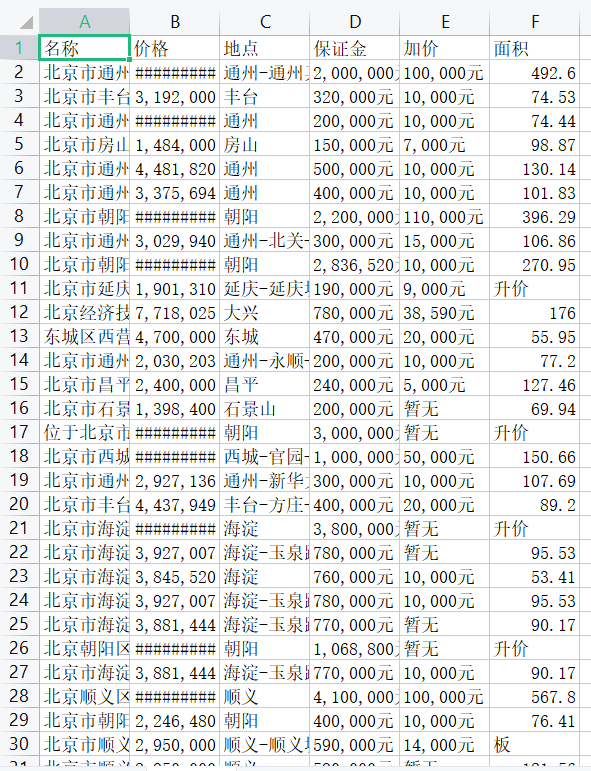 A B C D E F
1 名称 价格 地点 保证金 加价 面积
2 北京市通州 ######### 通州-通州 2,000,000 100,000元 492.6
3 北京市丰台 3,192,000 丰台 320,000元 10,000元 74.53
4 北京市通州 ######### 通州 200,000元 10,000元 74.44
5 北京市房山 1,484,000 房山 150,000元 7,000元 98.87
6 北京市通州 4,481,820 通州 500,000元 10,000元 130.14
7 北京市通州 3,375,694 通州 400,000元 10,000元 101.83
8 北京市朝阳 ######### 朝阳 2,200,000 110,000元 396.29
9 北京市通州 3,029,940 通州-北关- 300,000元 15,000元 106.86
10 北京市朝阳 ######### 朝阳 2,836,520 10,000元 270.95
11 北京市延庆 1,901,310 延庆-延庆 190,000元 9,000元 升价
12 北京经济技 7,718,025 大兴 780,000元 38,590元 176
13 东城区西营 4,700,000 东城 470,000元 20,000元 55.95
14 北京市通州 2,030,203 通州-永顺- 200,000元 10,000元 77.2
15 北京市昌平 2,400,000 昌平 240,000元 5,000元 127.46
16 北京市石景 1,398,400 石景山 200,000元 暂无 69.94
17 位于北京市 ######### 朝阳 3,000,000 暂无 升价
18 北京市西城 ######### 西城-官园- 1,000,000 50,000元 150.66
19 北京市通州 2,927,136 通州-新华 300,000元 10,000元 107.69
20 北京市丰台 4,437,949 丰台-方庄- 400,000元 20,000元 89.2
21 北京市海淀 ######### 海淀 3,800,000 暂无 升价
22 北京市海淀 3,927,007 海淀-玉泉 780,000元 暂无 95.53
23 北京市海淀 3,845,520 海淀 760,000元 10,000元 53.41
24 北京市海淀 3,927,007 海淀-玉泉 780,000元 10,000元 95.53
25 北京市海淀 3,881,444 海淀-玉泉 770,000元 暂无 90.17
26 北京朝阳区 ######### 朝阳 1,068,800 暂无 升价
27 北京市海淀 3,881,444 海淀-玉泉 770,000元 10,000元 90.17
28 北京顺义区 ######### 顺义 4,100,000 100,000元 567.8
29 北京市朝阳 2,246,480 朝阳 400,000元 10,000元 76.41
30 北京市顺义 2,950,000 顺义-顺义 590,000元 14,000元 板